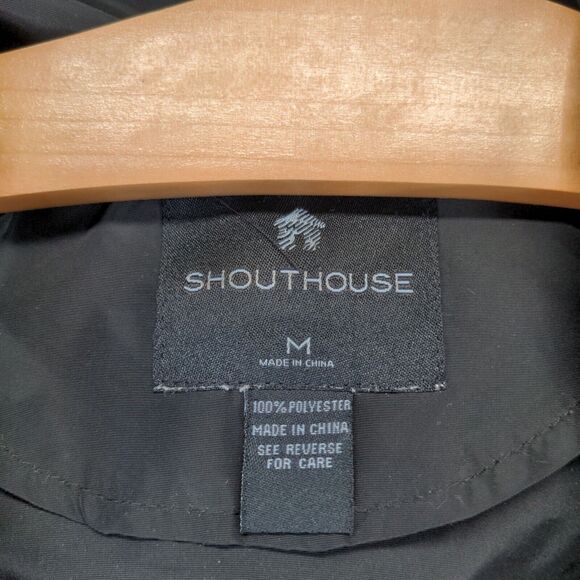 SHOUTHOUSE
M
MADE IN CHINA
100% POLYESTER
MADE IN CHINA
SEE REVERSE
FOR CARE